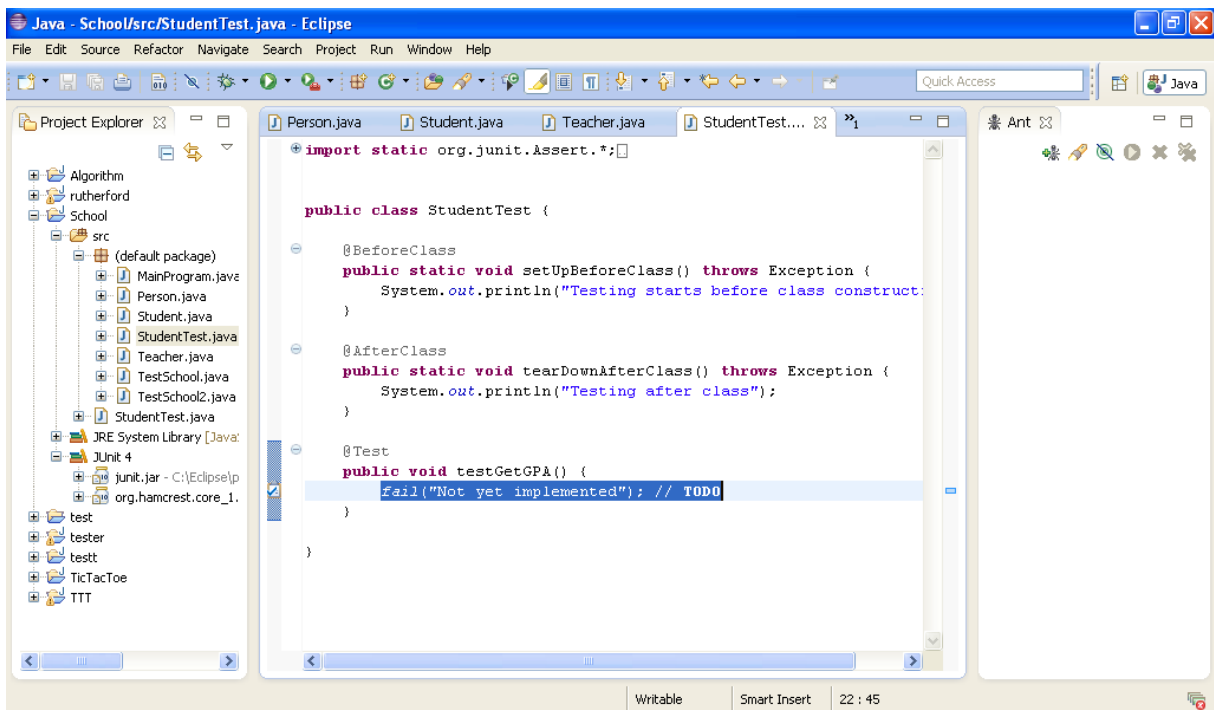 Java - School/src/StudentTest.java - Eclipse
File Edit Source Refactor Navigate Search Project Run Window Help
Quick Access
Java
Project Explorer
Person.java
Student.java
Teacher.java
StudentTest....
»1
Ant
Algorithm
rutherford
School
src
(default package)
MainProgram.java
Person.java
Student.java
StudentTest.java
Teacher.java
TestSchool.java
TestSchool2.java
StudentTest.java
JRE System Library [Java
JUnit 4
junit.jar - C:\Eclipse\p
org.hamcrest.core_1.
test
tester
testt
TicTacToe
TTT
import static org.junit.Assert.*;
public class StudentTest {
@BeforeClass
public static void setUpBeforeClass() throws Exception {
System.out.println("Testing starts before class construct
}
@AfterClass
public static void tearDownAfterClass() throws Exception {
System.out.println("Testing after class");
}
@Test
public void testGetGPA() {
fail("Not yet implemented"); // TODO
}
}
Writable
Smart Insert
22 : 45